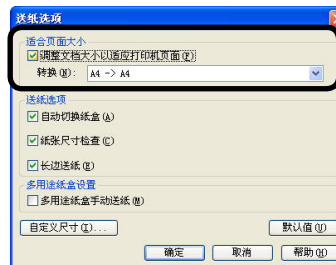 送纸选项
适合页面大小
调整文档大小以适应打印机页面(F)
转换(N): A4 -> A4
送纸选项
自动切换纸盒(A)
纸张尺寸检查(C)
长边送纸(E)
多用途纸盒设置
多用途纸盒手动送纸(M)
自定义尺寸(I)... 默认值(U)
确定 取消 帮助(H)